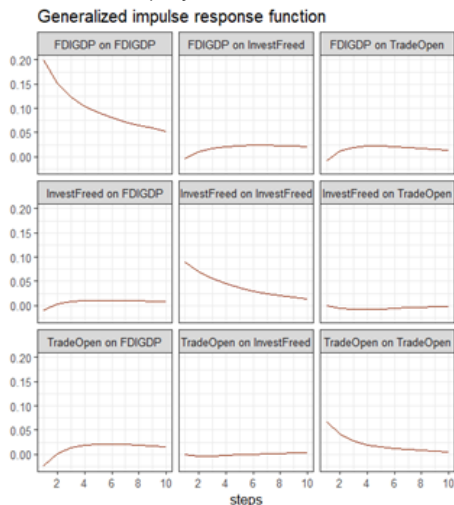 Generalized impulse response function
FDIGDP on FDIGDP FDIGDP on InvestFreed FDIGDP on TradeOpen
0.20
0.15
0.10
0.05
0.00
InvestFreed on FDIGDP InvestFreed on InvestFreed InvestFreed on TradeOpen
0.20
0.15
0.10
0.05
0.00
TradeOpen on FDIGDP TradeOpen on InvestFreed TradeOpen on TradeOpen
0.20
0.15
0.10
0.05
0.00
2 4 6 8 10 2 4 6 8 10 2 4 6 8 10
steps